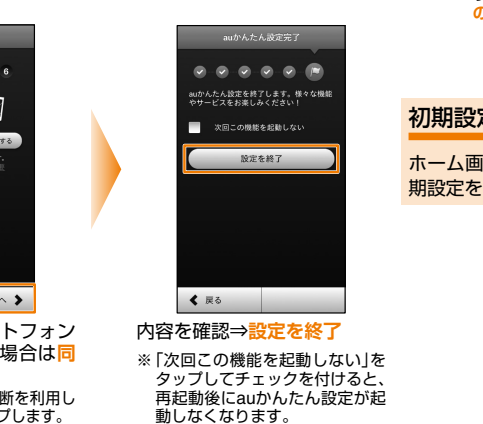 6
する
へ
トフォン
場合は同
断を利用し
プします。
auかんたん設定完了
auかんたん設定を終了します。様々な機能
やサービスをお楽しみください！
次回この機能を起動しない
設定を終了
戻る
内容を確認⇒設定を終了
※「次回この機能を起動しない」を
タップしてチェックを付けると、
再起動後にauかんたん設定が起
動しなくなります。
の
初期設定
ホーム画
期設定を